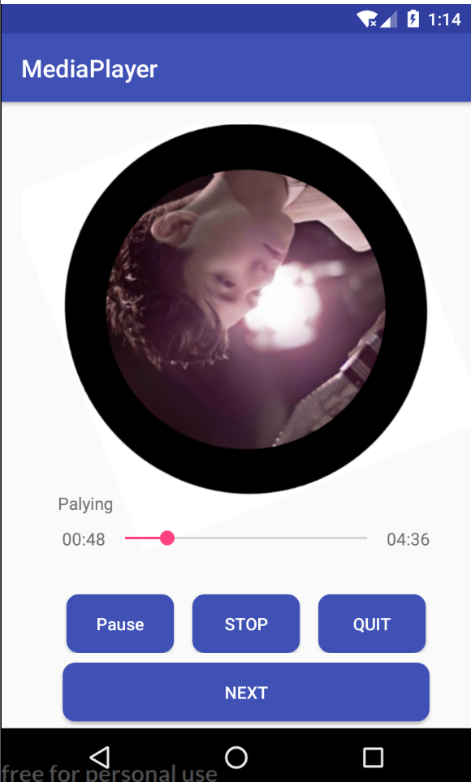 1:14
MediaPlayer
Palying
00:48 04:36
Pause STOP QUIT
NEXT
free for personal use